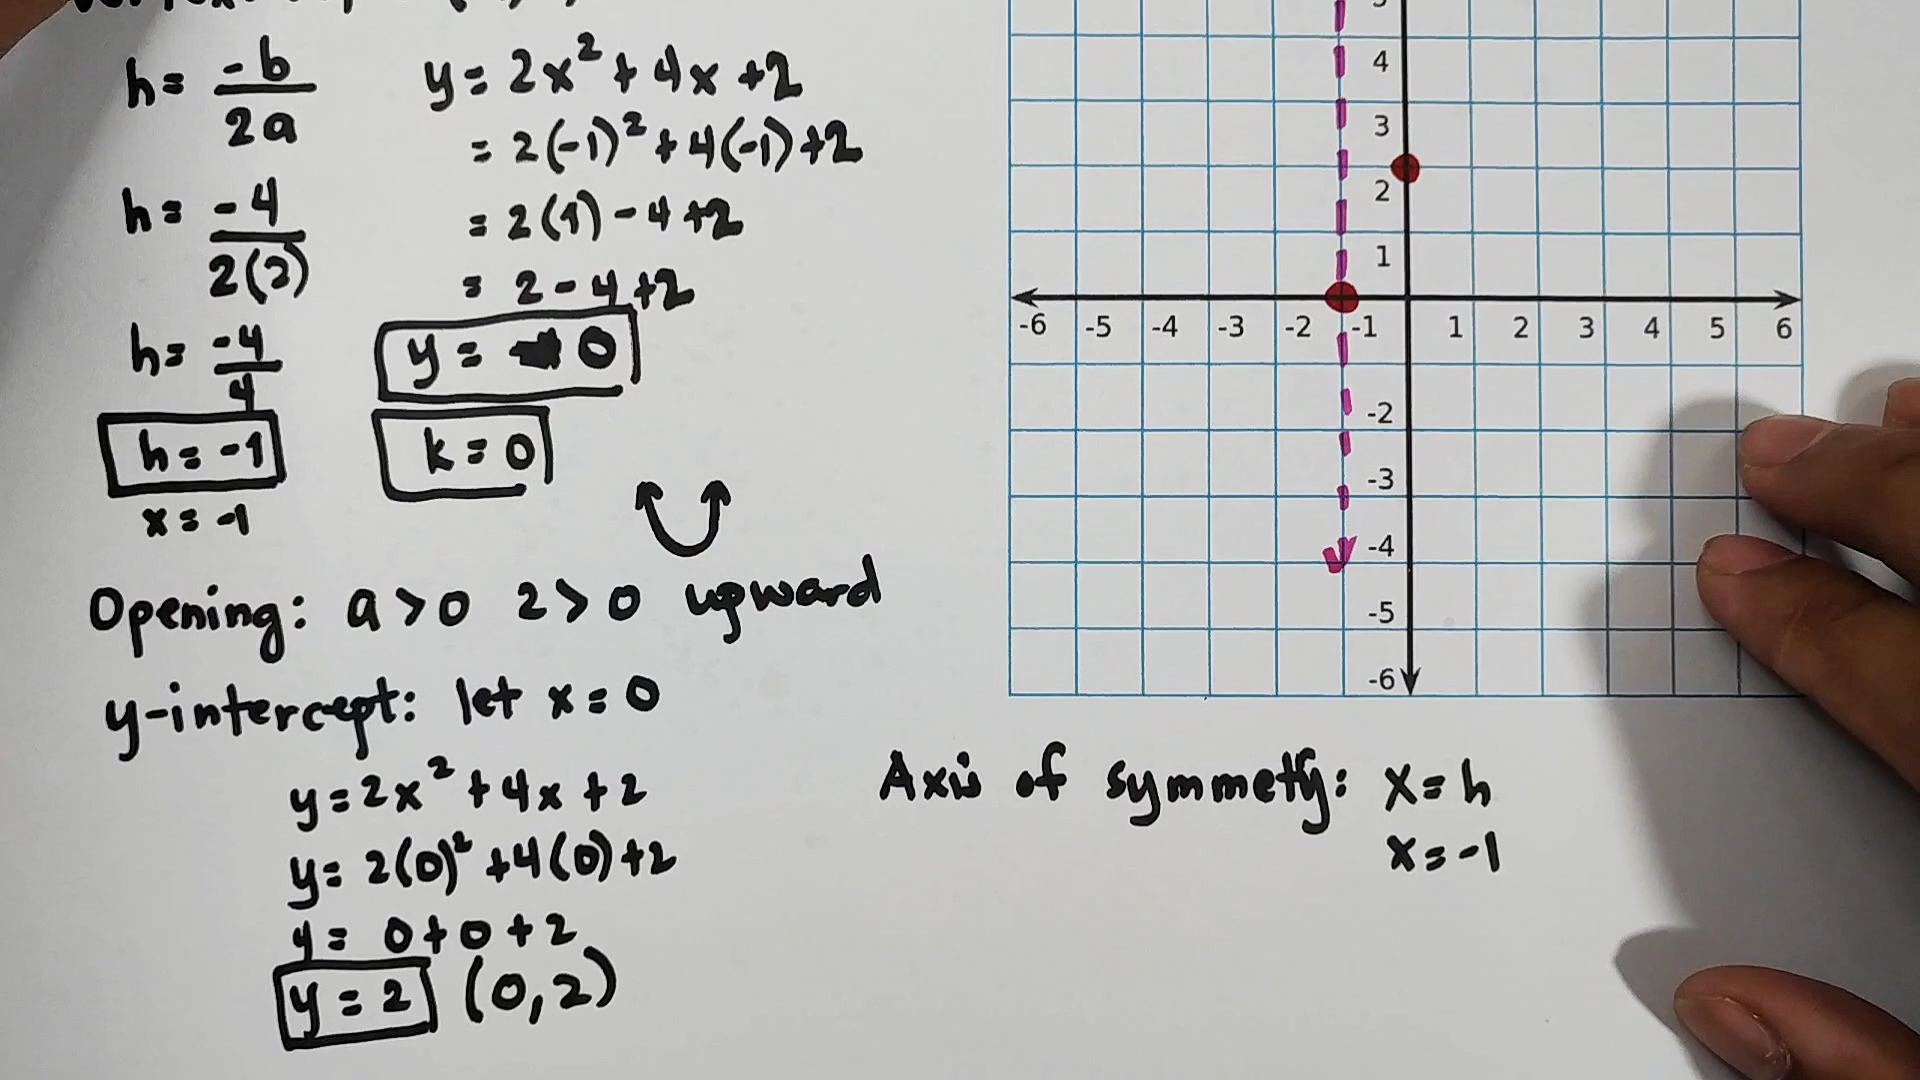 h = -b/2a
y = 2x² + 4x + 2
= 2(-1)² + 4(-1) + 2
h = -4/2(2)
= 2(1) - 4 + 2
= 2 - 4 + 2
h = -4/4
y = 0
h = -1
k = 0
x = -1
Opening: a > 0 2 > 0 upward
y-intercept: let x = 0
y = 2x² + 4x + 2
y = 2(0)² + 4(0) + 2
y = 0 + 0 + 2
y = 2 (0, 2)
4
3
2
1
-6 -5 -4 -3 -2 -1 1 2 3 4 5 6
-2
-3
-4
-5
-6
Axis of symmetry: x = h
x = -1